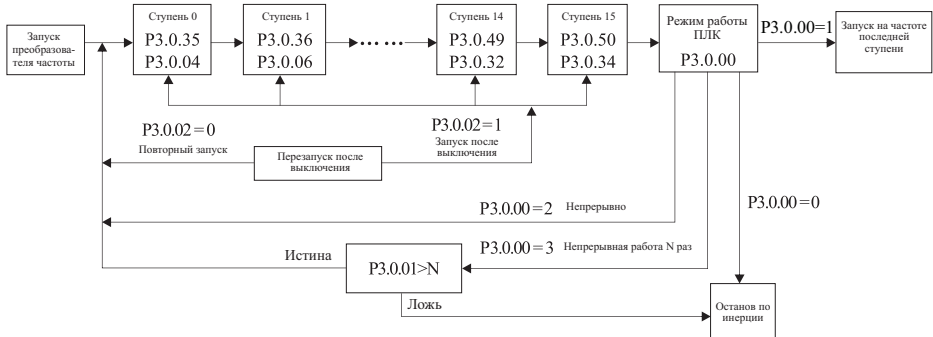 Запуск
преобразова-
теля частоты
Ступень 0
P3.0.35
P3.0.04
Ступень 1
P3.0.36
P3.0.06
Ступень 14
P3.0.49
P3.0.32
Ступень 15
P3.0.50
P3.0.34
Режим работы
ПЛК
P3.0.00
P3.0.00=1
Запуск на частоте
последней
ступени
P3.0.02=0
Повторный запуск
Перезапуск после
выключения
P3.0.02=1
Запуск после
выключения
P3.0.00=0
P3.0.00=2 Непрерывно
P3.0.00=3 Непрерывная работа N раз
Истина
P3.0.01>N
Ложь
Останов по
инерции